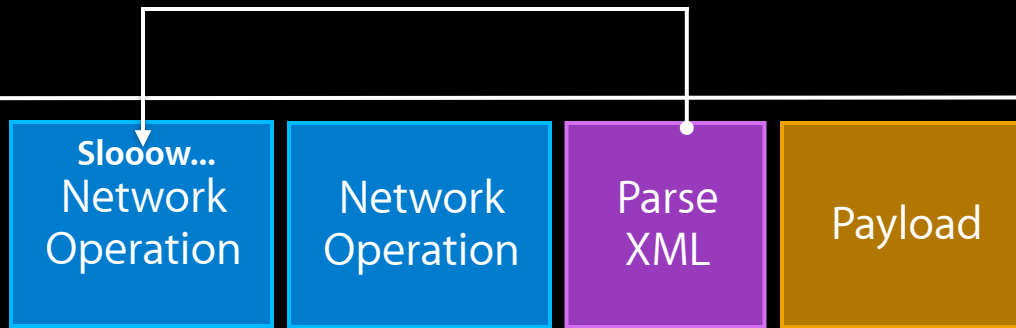 Slooow...
Network
Operation
Network
Operation
Parse
XML
Payload